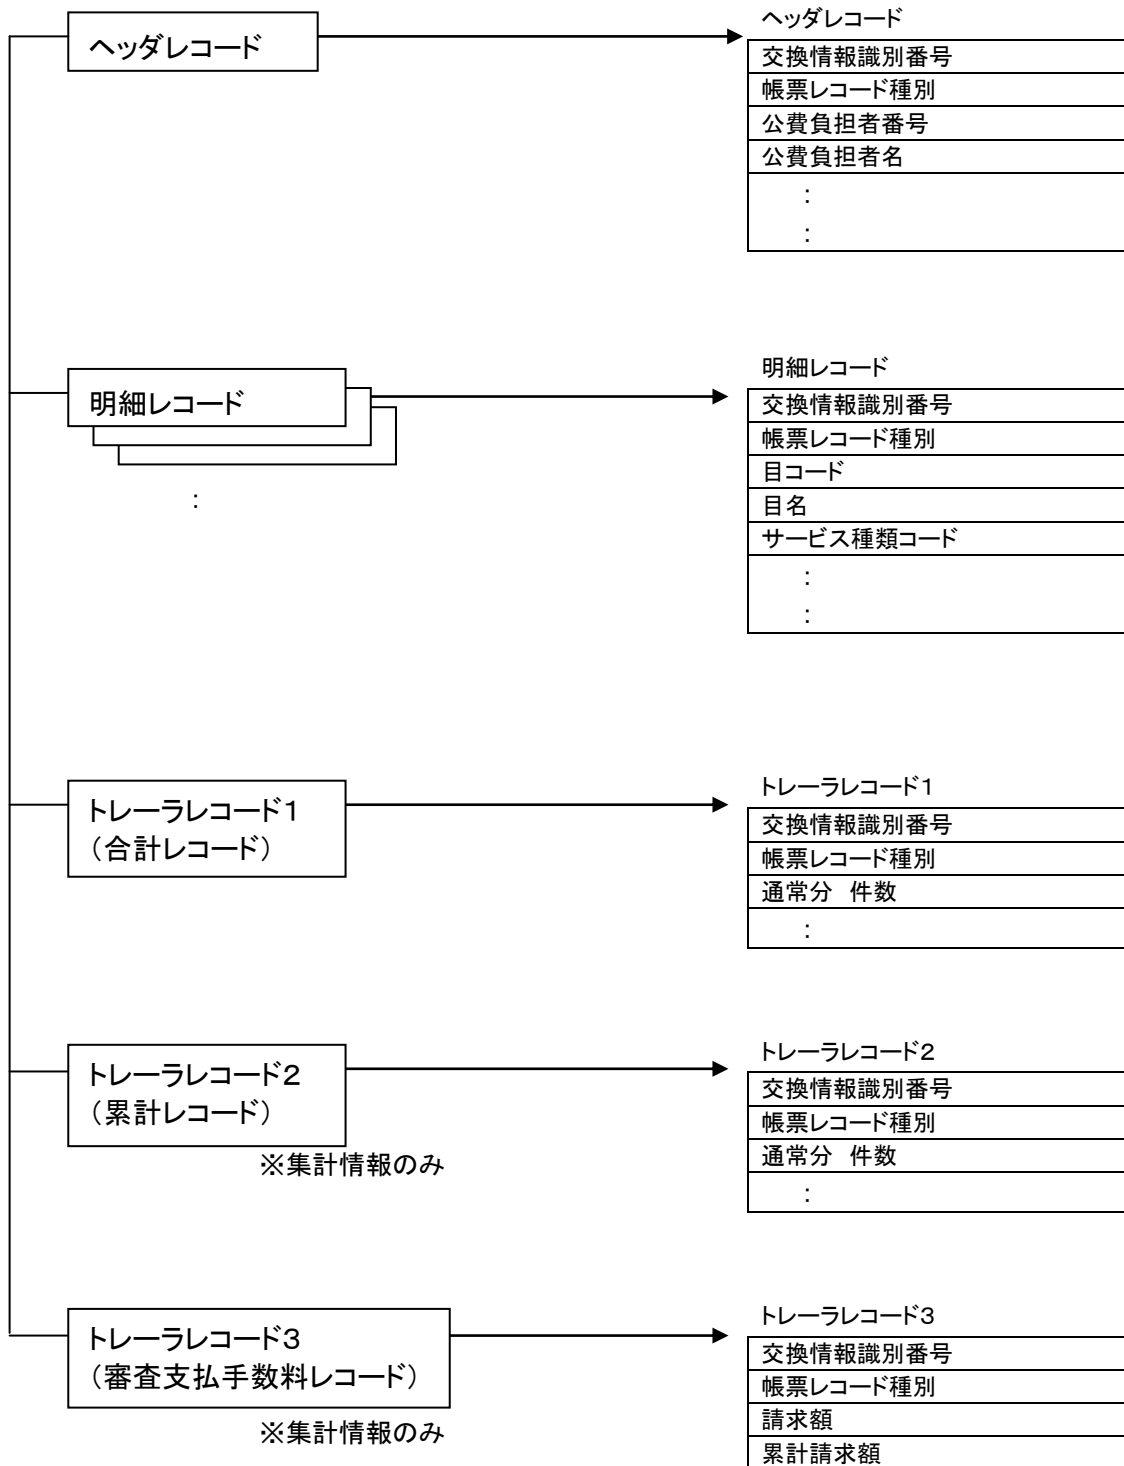 ヘッダレコード
ヘッダレコード
交換情報識別番号
帳票レコード種別
公費負担者番号
公費負担者名
：
：
明細レコード
：
明細レコード
交換情報識別番号
帳票レコード種別
目コード
目名
サービス種類コード
：
：
トレーラレコード１
（合計レコード）
トレーラレコード１
交換情報識別番号
帳票レコード種別
通常分　件数
：
トレーラレコード２
（累計レコード）
※集計情報のみ
トレーラレコード２
交換情報識別番号
帳票レコード種別
通常分　件数
：
トレーラレコード３
（審査支払手数料レコード）
※集計情報のみ
トレーラレコード３
交換情報識別番号
帳票レコード種別
請求額
累計請求額